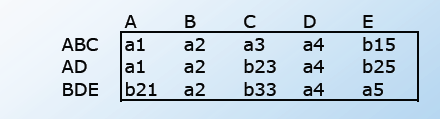 A B C D E
ABC a1 a2 a3 a4 b15
AD a1 a2 b23 a4 b25
BDE b21 a2 b33 a4 a5